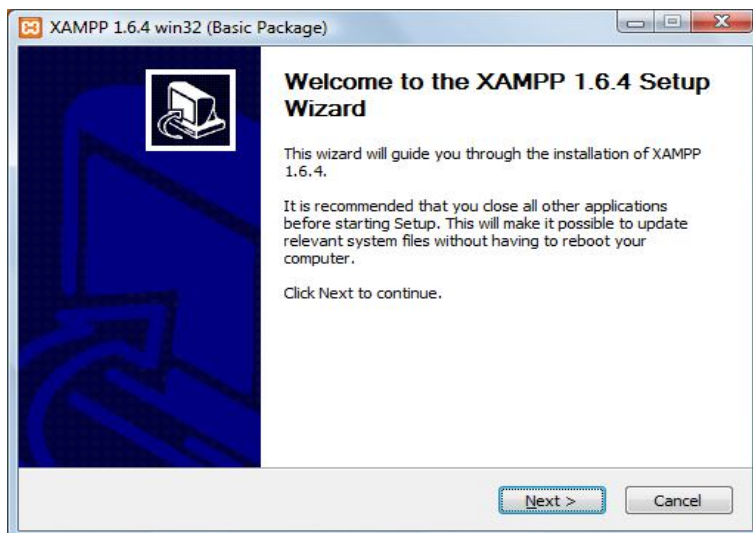 XAMPP 1.6.4 win32 (Basic Package)
Welcome to the XAMPP 1.6.4 Setup
Wizard
This wizard will guide you through the installation of XAMPP
1.6.4.
It is recommended that you close all other applications
before starting Setup. This will make it possible to update
relevant system files without having to reboot your
computer.
Click Next to continue.
Next >
Cancel